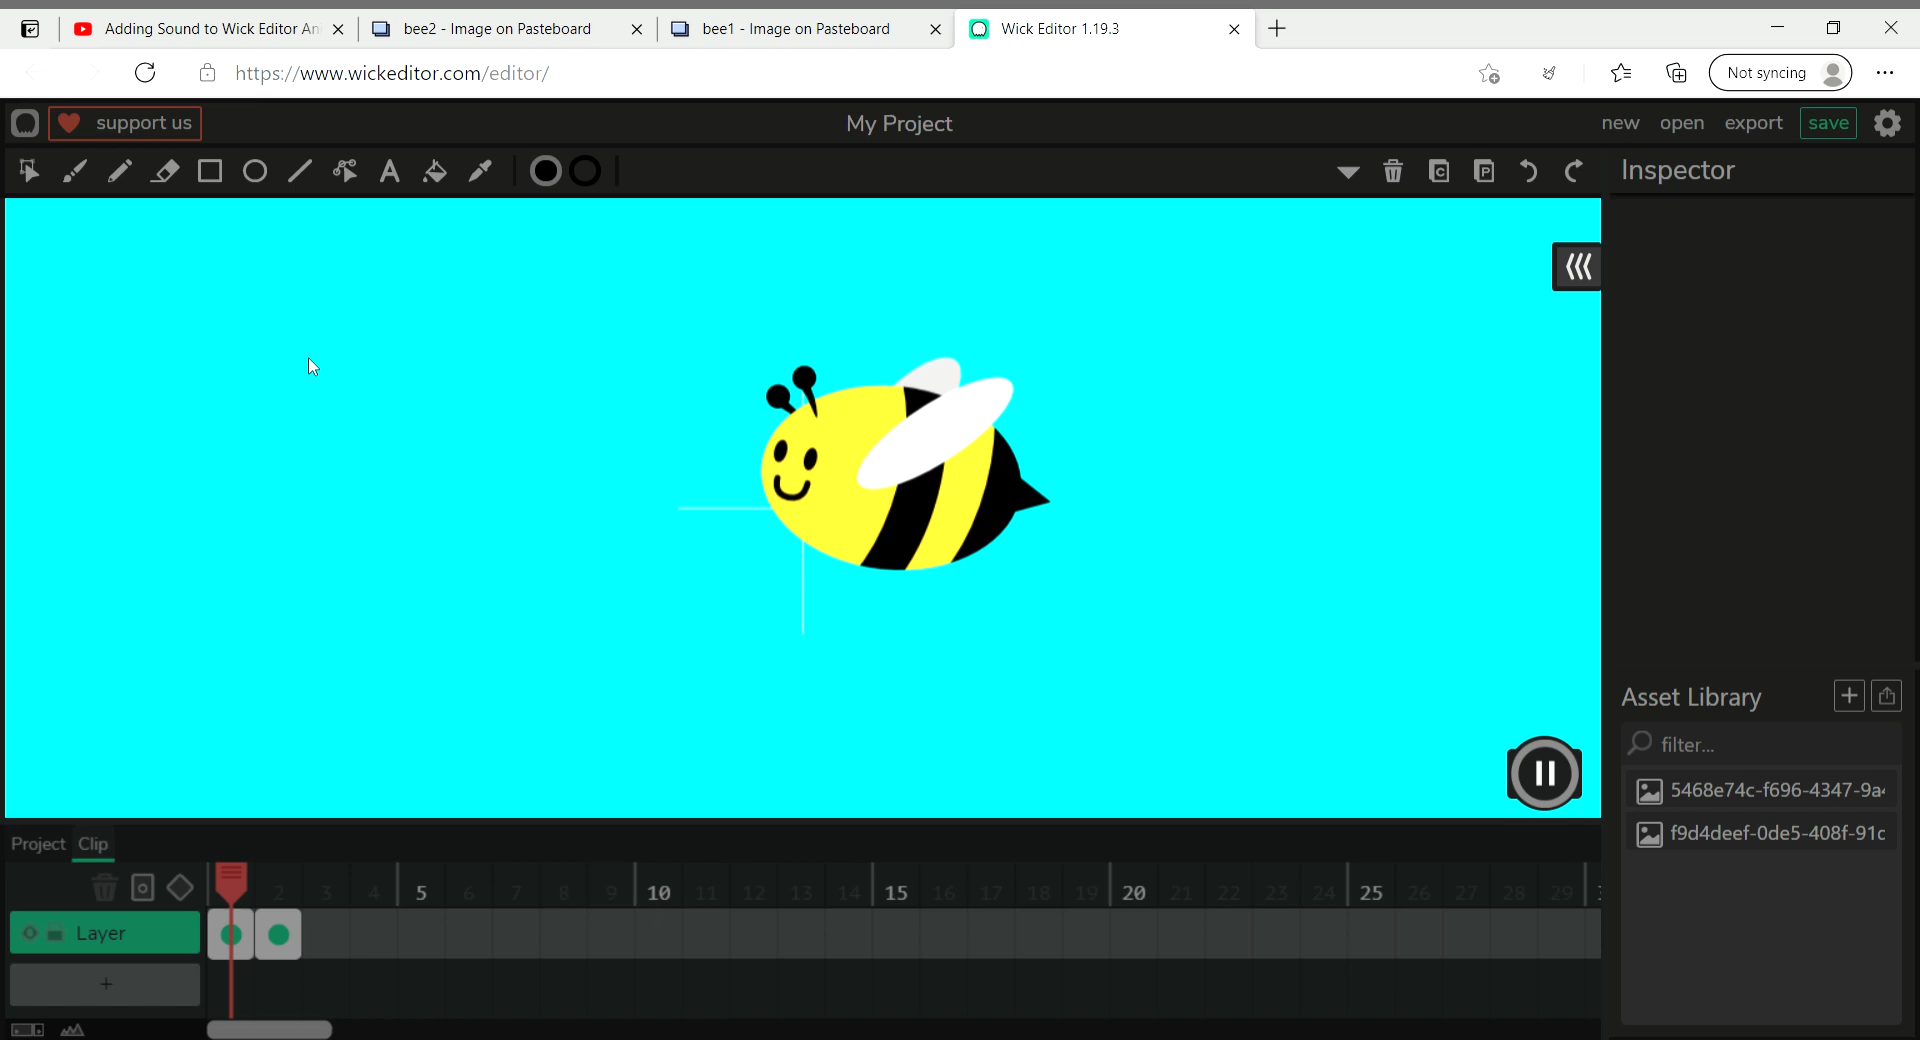 Adding Sound to Wick Editor An
bee2 - Image on Pasteboard
bee1 - Image on Pasteboard
Wick Editor 1.19.3
https://www.wickeditor.com/editor/
Not syncing
support us
My Project
new open export save
Inspector
Asset Library
filter...
5468e74c-f696-4347-9a4
f9d4deef-0de5-408f-91c
Project Clip
2 3 4 5 6 7 8 9 10 11 12 13 14 15 16 17 18 19 20 21 22 23 24 25 26 27 28 29
Layer